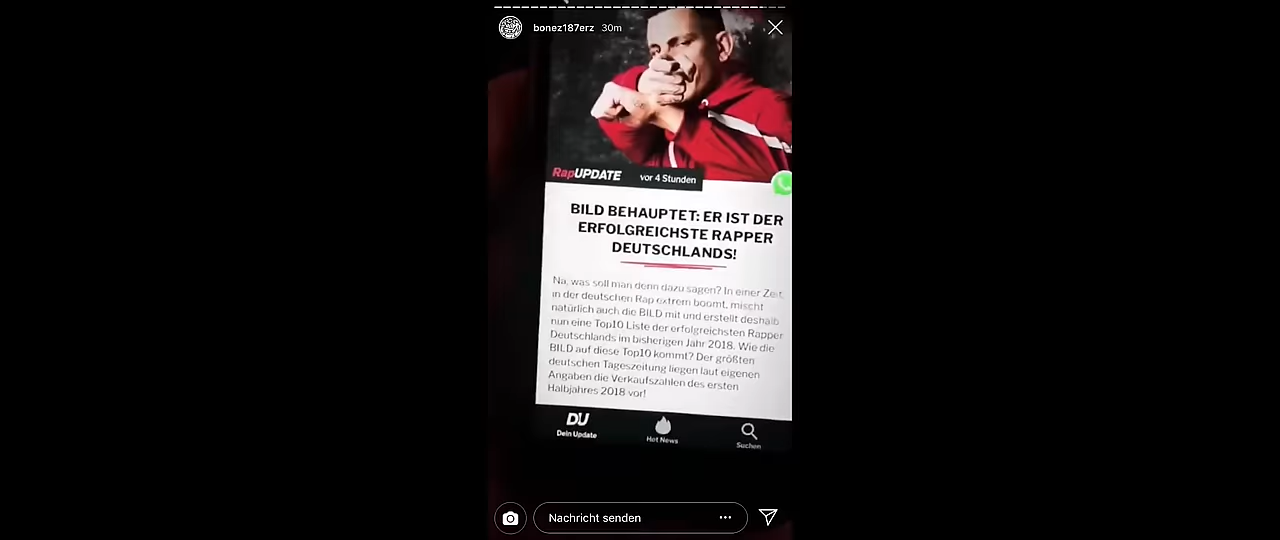 bonez187erz 30m
RapUPDATE vor 4 Stunden
BILD BEHAUPTET: ER IST DER
ERFOLGREICHSTE RAPPER
DEUTSCHLANDS!
Na, was soll man denn dazu sagen? In einer Zeit,
in der deutschen Rap extrem boomt, mischt
natürlich auch die BILD mit und erstellt deshalb
nun eine Top10 Liste der erfolgreichsten Rapper
Deutschlands im bisherigen Jahr 2018. Wie die
BILD auf diese Top10 kommt? Der größten
deutschen Tageszeitung liegen laut eigenen
Angaben die Verkaufszahlen des ersten
Halbjahres 2018 vor!
DU
Dein Update
Hot News
Suchen
Nachricht senden